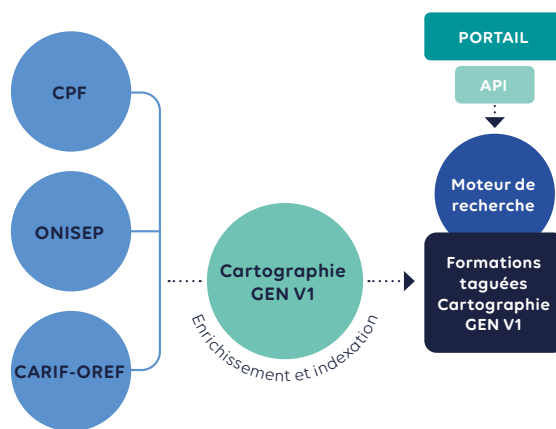 CPF
ONISEP
CARIF-OREF
Cartographie
GEN V1
Enrichissement et indexation
PORTAIL
API
Moteur de
recherche
Formations
taguées
Cartographie
GEN V1